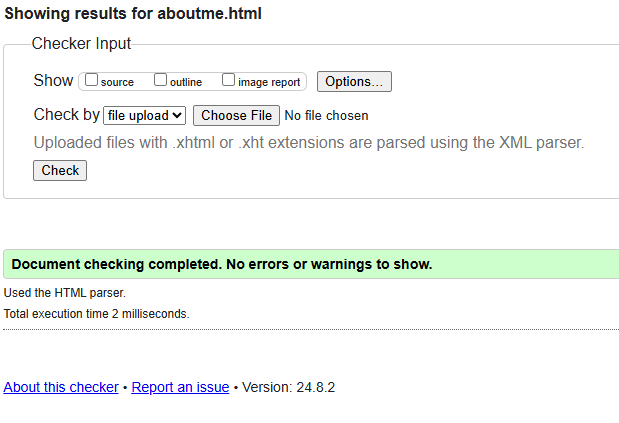 Showing results for aboutme.html
Checker Input
Show source outline image report Options...
Check by file upload Choose File No file chosen
Uploaded files with .xhtml or .xht extensions are parsed using the XML parser.
Check
Document checking completed. No errors or warnings to show.
Used the HTML parser.
Total execution time 2 milliseconds.
About this checker • Report an issue • Version: 24.8.2